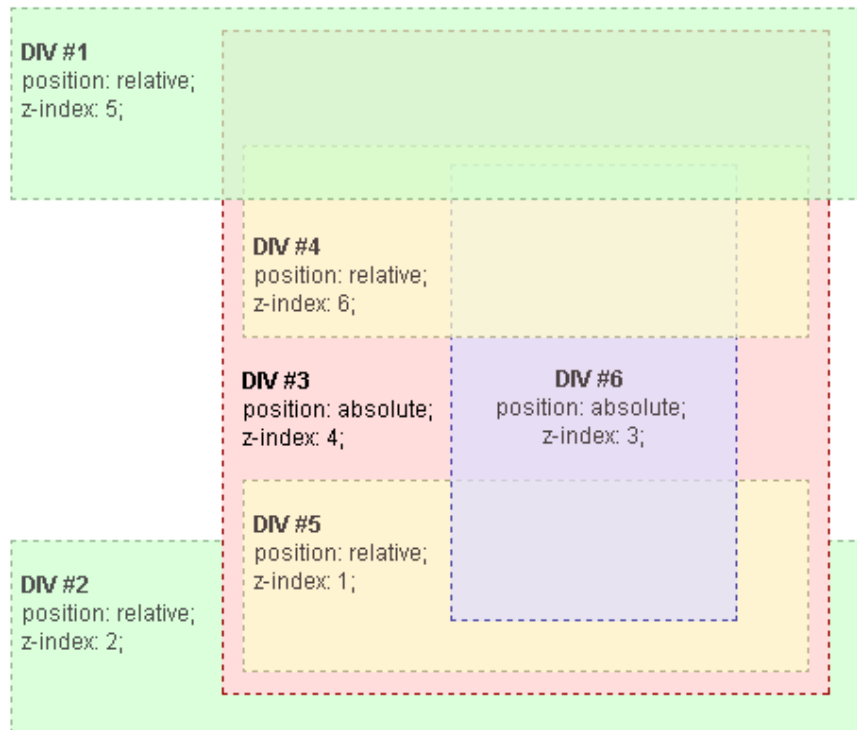 DIV #1
position: relative;
z-index: 5;
DIV #4
position: relative;
z-index: 6;
DIV #3
position: absolute;
z-index: 4;
DIV #6
position: absolute;
z-index: 3;
DIV #5
position: relative;
z-index: 1;
DIV #2
position: relative;
z-index: 2;